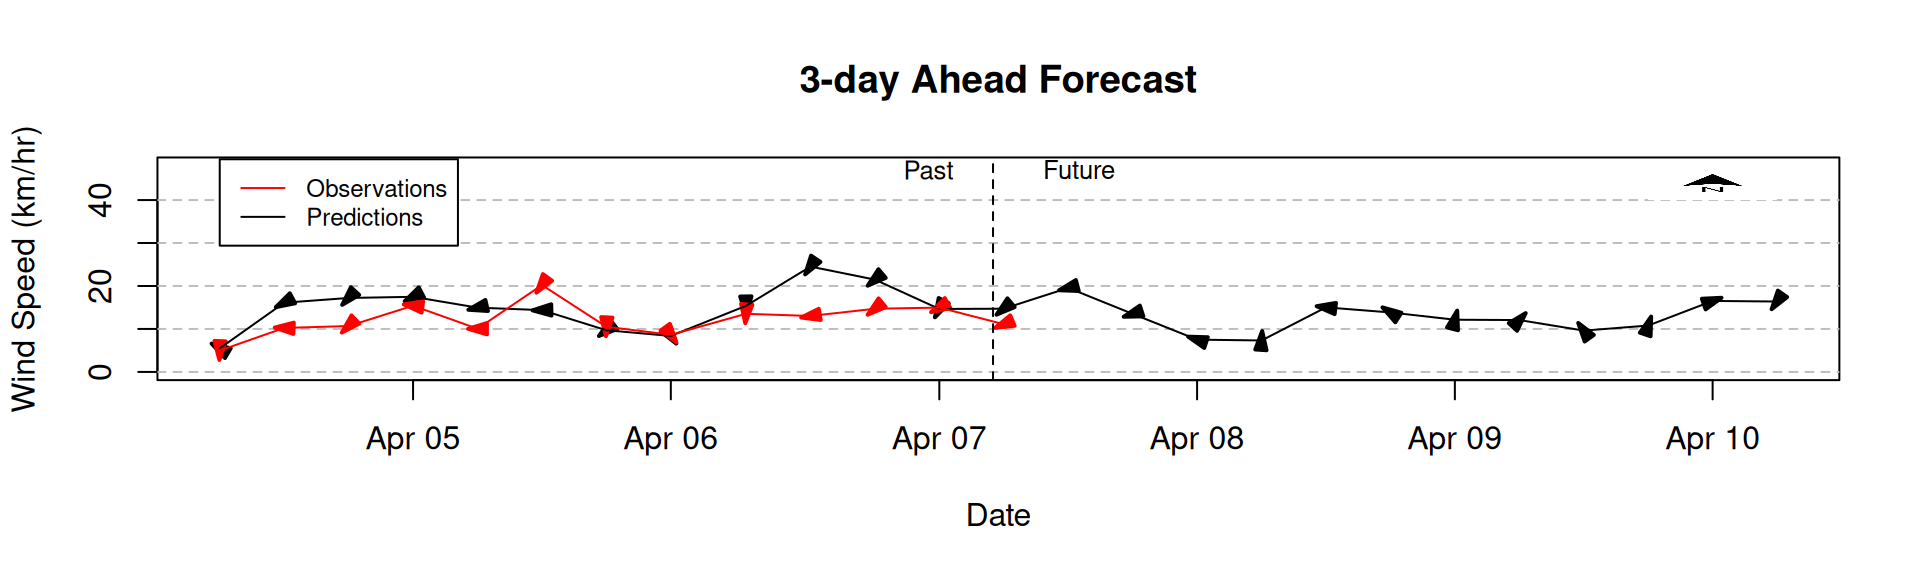 3-day Ahead Forecast
Wind Speed (km/hr)
40
20
0
Observations
Predictions
Past
Future
N
Apr 05
Apr 06
Apr 07
Apr 08
Apr 09
Apr 10
Date